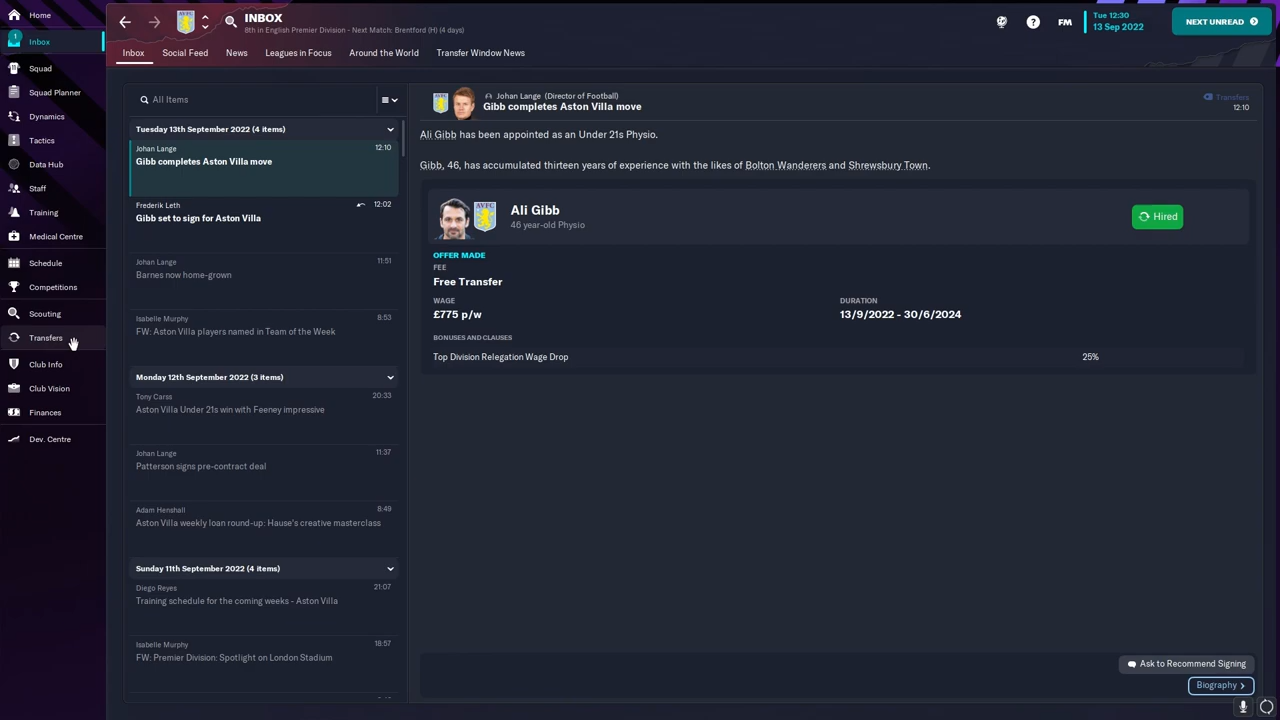 Home
1
Inbox
Squad
Squad Planner
Dynamics
Tactics
Data Hub
Staff
Training
Medical Centre
Schedule
Competitions
Scouting
Transfers
Club Info
Club Vision
Finances
Dev. Centre
INBOX
8th in English Premier Division - Next Match: Brentford (H) (4 days)
FM
Tue 12:30
13 Sep 2022
NEXT UNREAD
Inbox
Social Feed
News
Leagues in Focus
Around the World
Transfer Window News
All Items
Tuesday 13th September 2022 (4 items)
Johan Lange 12:10
Gibb completes Aston Villa move
Frederik Leth 12:02
Gibb set to sign for Aston Villa
Johan Lange 11:51
Barnes now home-grown
Isabelle Murphy 8:53
FW: Aston Villa players named in Team of the Week
Monday 12th September 2022 (3 items)
Tony Carss 20:33
Aston Villa Under 21s win with Feeney impressive
Johan Lange 11:37
Patterson signs pre-contract deal
Adam Henshall 8:49
Aston Villa weekly loan round-up: Hause's creative masterclass
Sunday 11th September 2022 (4 items)
Diego Reyes 21:07
Training schedule for the coming weeks - Aston Villa
Isabelle Murphy 18:57
FW: Premier Division: Spotlight on London Stadium
Johan Lange (Director of Football)
Gibb completes Aston Villa move
Transfers
12:10
Ali Gibb has been appointed as an Under 21s Physio.
Gibb, 46, has accumulated thirteen years of experience with the likes of Bolton Wanderers and Shrewsbury Town.
AVFC
Ali Gibb
46 year-old Physio
Hired
OFFER MADE
FEE
Free Transfer
WAGE
£775 p/w
DURATION
13/9/2022 - 30/6/2024
BONUSES AND CLAUSES
Top Division Relegation Wage Drop 25%
Ask to Recommend Signing
Biography